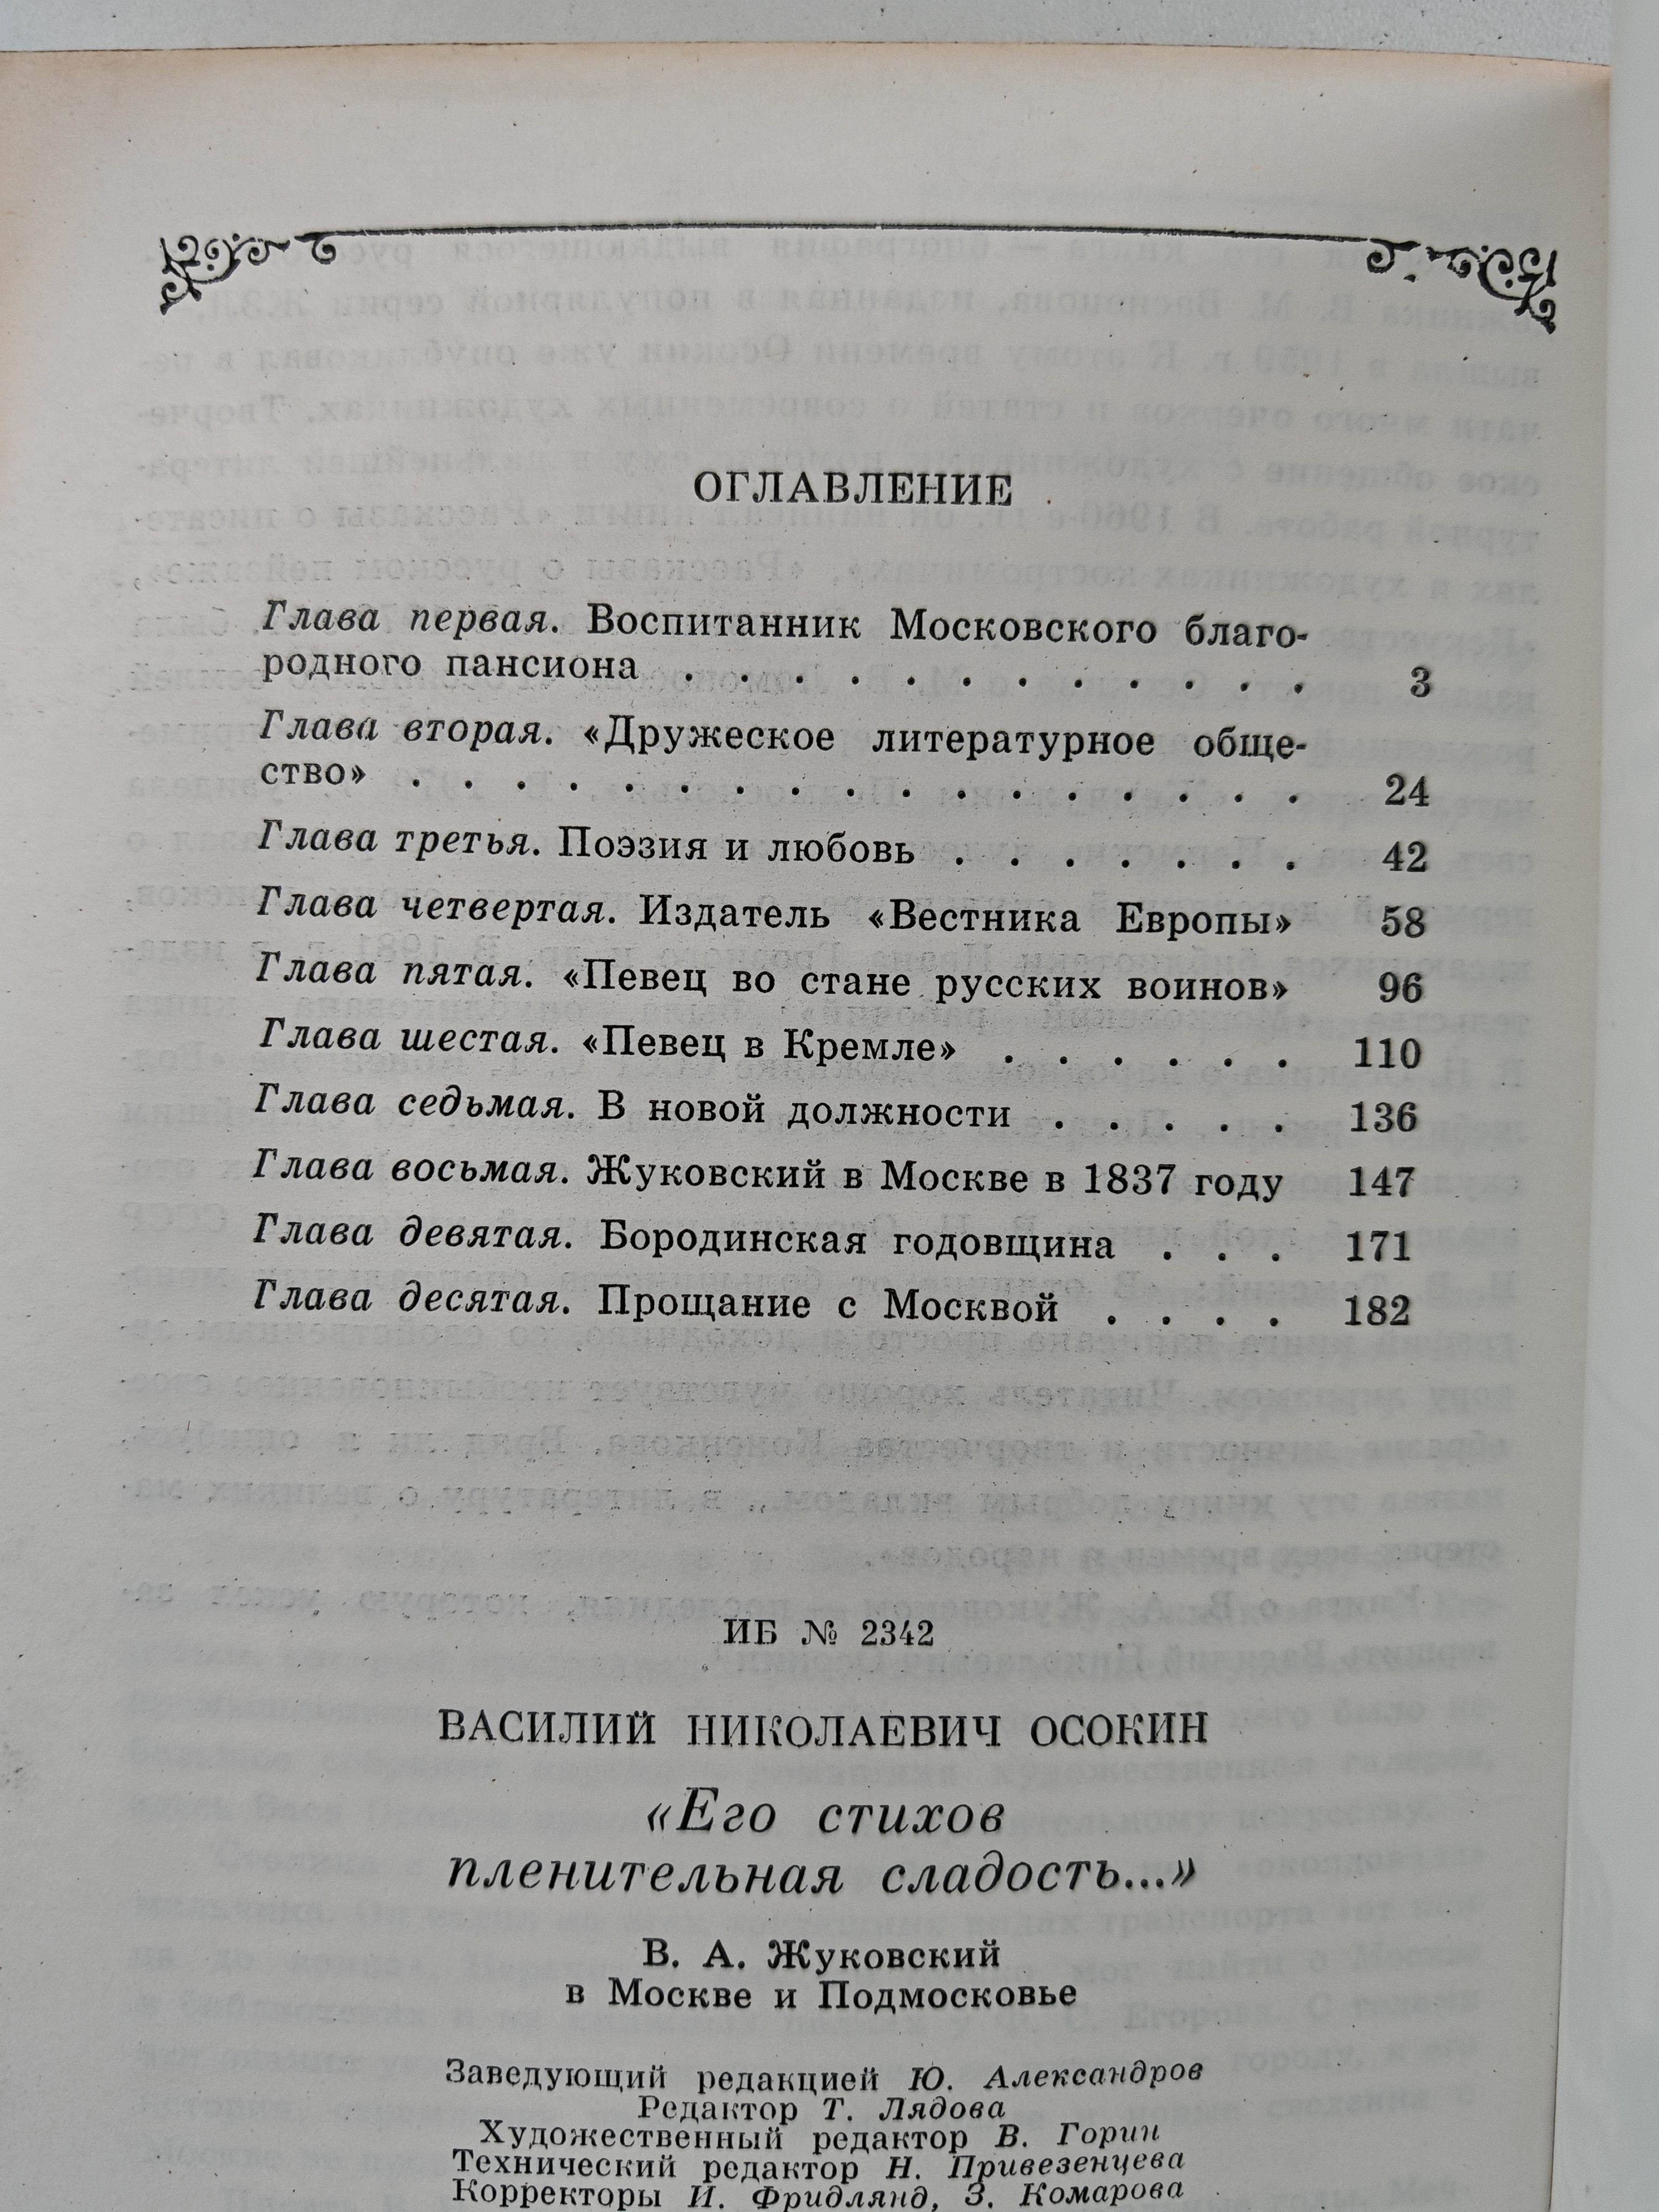 ОГЛАВЛЕНИЕ
Глава первая. Воспитанник Московского благо-
родного пансиона . . . . . . . . . . . . 3
Глава вторая. «Дружеское литературное обще-
ство» . . . . . . . . . . . . . . . . . 24
Глава третья. Поэзия и любовь . . . . . . . 42
Глава четвертая. Издатель «Вестника Европы» 58
Глава пятая. «Певец во стане русских воинов» 96
Глава шестая. «Певец в Кремле» . . . . . . 110
Глава седьмая. В новой должности . . . . . 136
Глава восьмая. Жуковский в Москве в 1837 году 147
Глава девятая. Бородинская годовщина . . . 171
Глава десятая. Прощание с Москвой . . . . 182
ИБ № 2342
ВАСИЛИЙ НИКОЛАЕВИЧ ОСОКИН
«Его стихов
пленительная сладость...»
В. А. Жуковский
в Москве и Подмосковье
Заведующий редакцией Ю. Александров
Редактор Т. Лядова
Художественный редактор В. Горин
Технический редактор Н. Привезенцева
Корректоры И. Фридлянд, З. Комарова